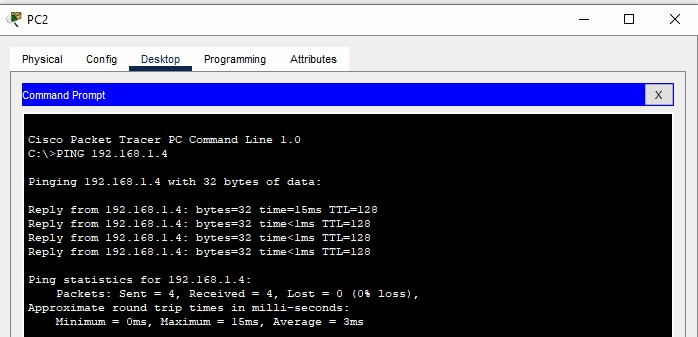 PC2
Physical Config Desktop Programming Attributes
Command Prompt X
Cisco Packet Tracer PC Command Line 1.0
C:\>PING 192.168.1.4
Pinging 192.168.1.4 with 32 bytes of data:
Reply from 192.168.1.4: bytes=32 time=15ms TTL=128
Reply from 192.168.1.4: bytes=32 time<1ms TTL=128
Reply from 192.168.1.4: bytes=32 time<1ms TTL=128
Reply from 192.168.1.4: bytes=32 time<1ms TTL=128
Ping statistics for 192.168.1.4:
Packets: Sent = 4, Received = 4, Lost = 0 (0% loss),
Approximate round trip times in milli-seconds:
Minimum = 0ms, Maximum = 15ms, Average = 3ms